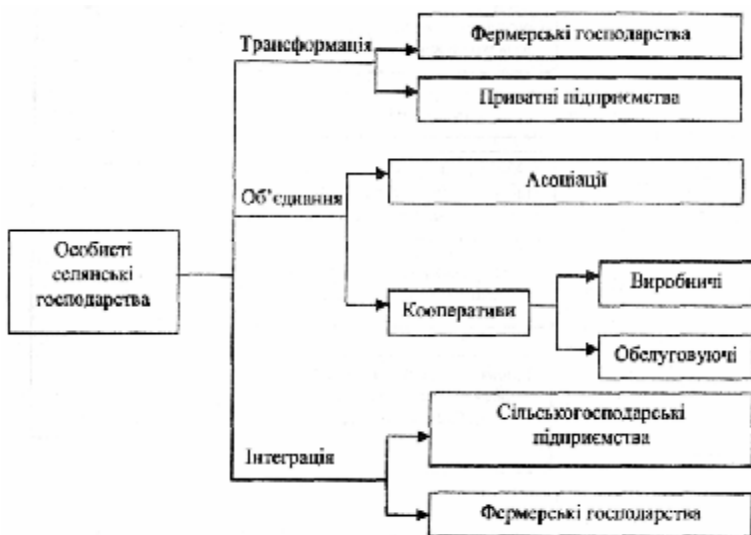 Трансформація
Фермерські господарства
Приватні підприємства
Об’єднання
Асоціації
Особисті
селянські
господарства
Кооперативи
Виробничі
Обслуговуючі
Інтеграція
Сільськогосподарські
підприємства
Фермерські господарства